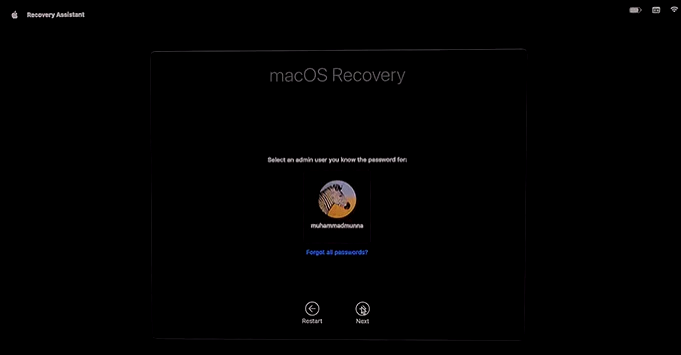 Recovery Assistant
macOS Recovery
Select an admin user you know the password for:
muhammadmunna
Forgot all passwords?
Restart
Next